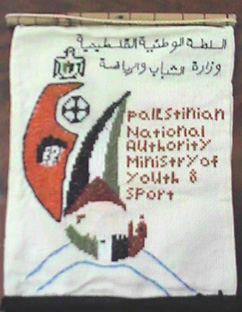 السلطة الوطنية الفلسطينية
وزارة الشباب والرياضة
palestinian
National
Authority
Ministry of
Youth &
Sport